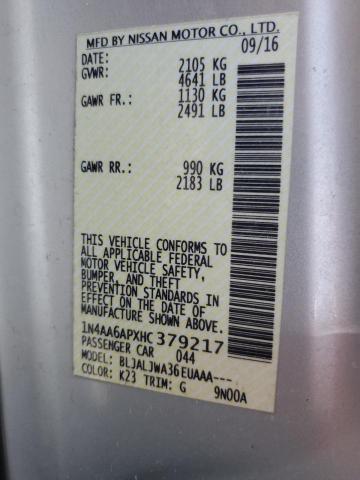 MFD BY NISSAN MOTOR CO., LTD.
DATE: 09/16
GVWR: 2105 KG
4641 LB
GAWR FR.: 1130 KG
2491 LB
GAWR RR.: 990 KG
2183 LB
THIS VEHICLE CONFORMS TO
ALL APPLICABLE FEDERAL
MOTOR VEHICLE SAFETY,
BUMPER, AND THEFT
PREVENTION STANDARDS IN
EFFECT ON THE DATE OF
MANUFACTURE SHOWN ABOVE.
1N4AA6APXHC379217
PASSENGER CAR 044
MODEL: BLJALJWA36EUAAA---
COLOR: K23 TRIM: G 9N00A